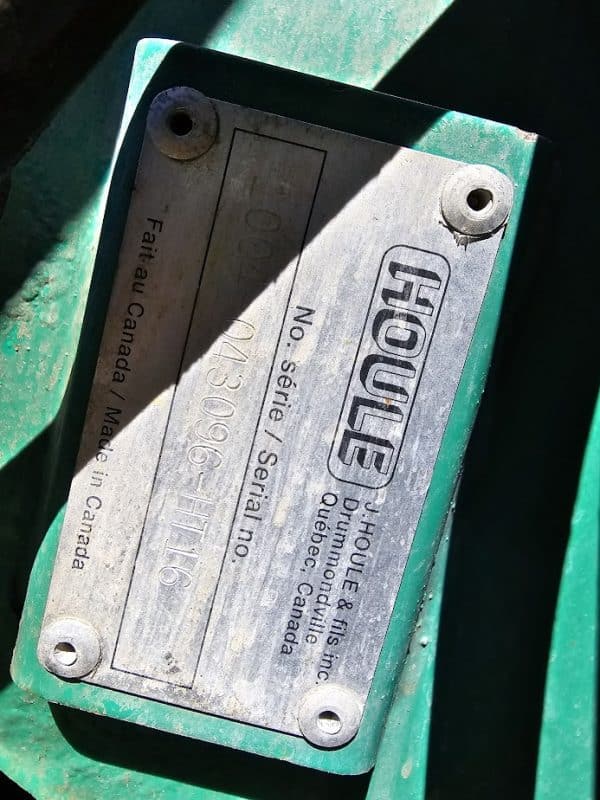 HOULE
J. HOULE & fils inc.
Drummondville
Québec, Canada
No. série / Serial no.
043096-HT16
Fait au Canada / Made in Canada